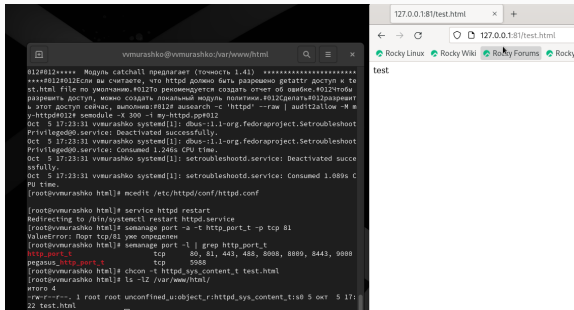 vvmurashko@vvmurashko:/var/www/html
012#012***** Модуль catchall предлагает (точность 1.41) ************************
****#012#012Если вы считаете, что httpd должно быть разрешено getattr доступ к te
st.html file по умолчанию.#012То рекомендуется создать отчет об ошибке.#012Чтобы
разрешить доступ, можно создать локальный модуль политики.#012Сделать#012разрешит
ь этот доступ сейчас, выполнив:#012# ausearch -c 'httpd' --raw | audit2allow -M m
y-httpd#012# semodule -X 300 -i my-httpd.pp#012
Oct  5 17:23:31 vvmurashko systemd[1]: dbus-:1.1-org.fedoraproject.Setroubleshoot
Privileged@0.service: Deactivated successfully.
Oct  5 17:23:31 vvmurashko systemd[1]: dbus-:1.1-org.fedoraproject.Setroubleshoot
Privileged@0.service: Consumed 1.246s CPU time.
Oct  5 17:23:31 vvmurashko systemd[1]: setroubleshootd.service: Deactivated succe
ssfully.
Oct  5 17:23:31 vvmurashko systemd[1]: setroubleshootd.service: Consumed 1.089s C
PU time.
[root@vvmurashko html]# mcedit /etc/httpd/conf/httpd.conf
[root@vvmurashko html]# service httpd restart
Redirecting to /bin/systemctl restart httpd.service
[root@vvmurashko html]# semanage port -a -t http_port_t -p tcp 81
ValueError: Порт tcp/81 уже определен
[root@vvmurashko html]# semanage port -l | grep http_port_t
http_port_t                    tcp      80, 81, 443, 488, 8008, 8009, 8443, 9000
pegasus_http_port_t            tcp      5988
[root@vvmurashko html]# chcon -t httpd_sys_content_t test.html
[root@vvmurashko html]# ls -lZ /var/www/html/
итого 4
-rw-r--r--. 1 root root unconfined_u:object_r:httpd_sys_content_t:s0 5 окт  5 17:
22 test.html
127.0.0.1:81/test.html
127.0.0.1:81/test.html
Rocky Linux Rocky Wiki Rocky Forums Rocky
test